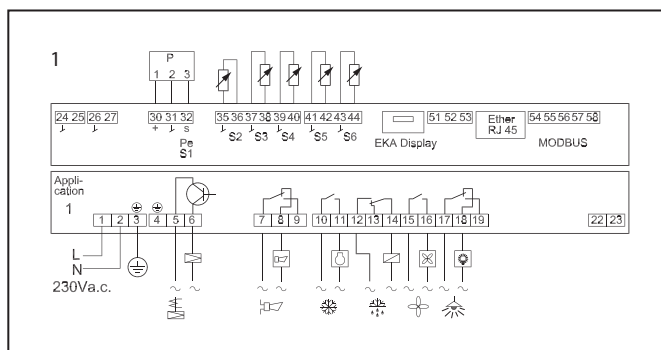 1
P
1 2 3
24 25 26 27 30 31 32 35 36 37 38 39 40 41 42 43 44 51 52 53 54 55 56 57 58
+ s S2 S3 S4 S5 S6
Pe
S1
EKA Display
Ether
RJ 45
MODBUS
Appli-
cation
1
1 2 3 4 5 6 7 8 9 10 11 12 13 14 15 16 17 18 19 22 23
L
N
230Va.c.